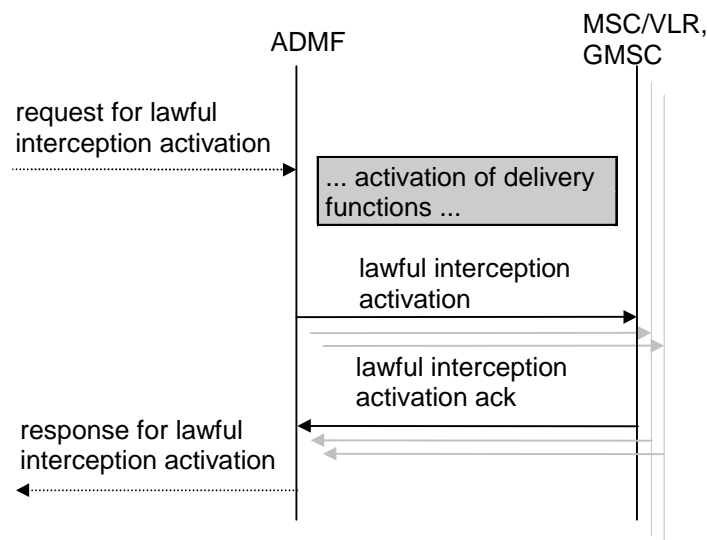 ADMF
MSC/VLR,
GMSC
request for lawful
interception activation
... activation of delivery
functions ...
lawful interception
activation
lawful interception
activation ack
response for lawful
interception activation